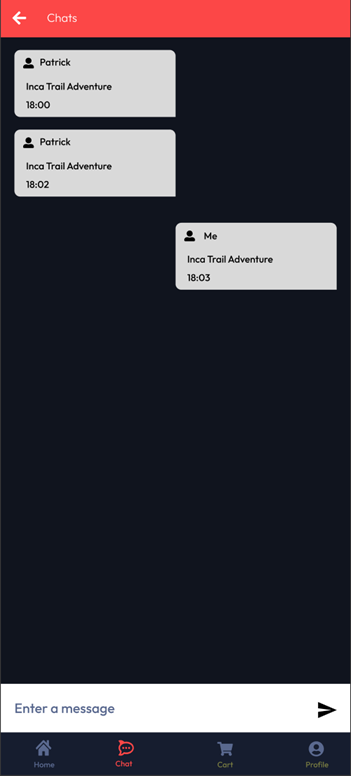 Chats
Patrick
Inca Trail Adventure
18:00
Patrick
Inca Trail Adventure
18:02
Me
Inca Trail Adventure
18:03
Enter a message
Home
Chat
Cart
Profile